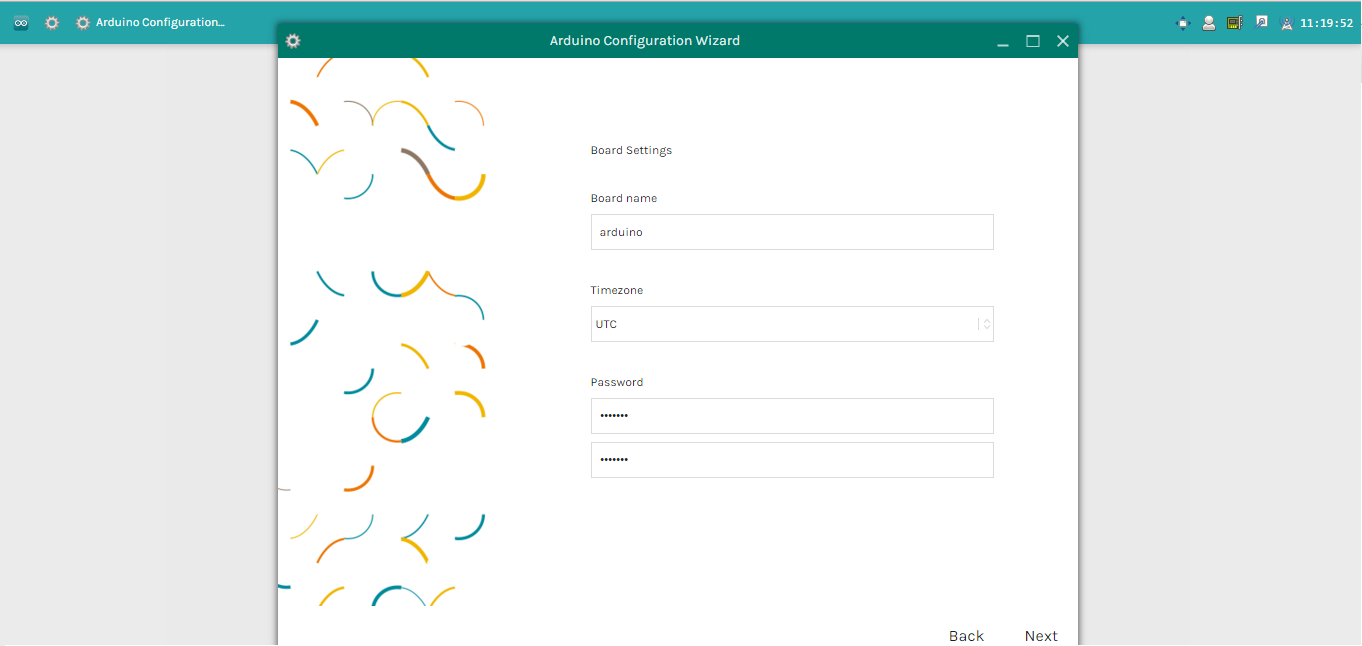 Arduino Configuration...
11:19:52
Arduino Configuration Wizard
Board Settings
Board name
arduino
Timezone
UTC
Password
•••••••
•••••••
Back
Next